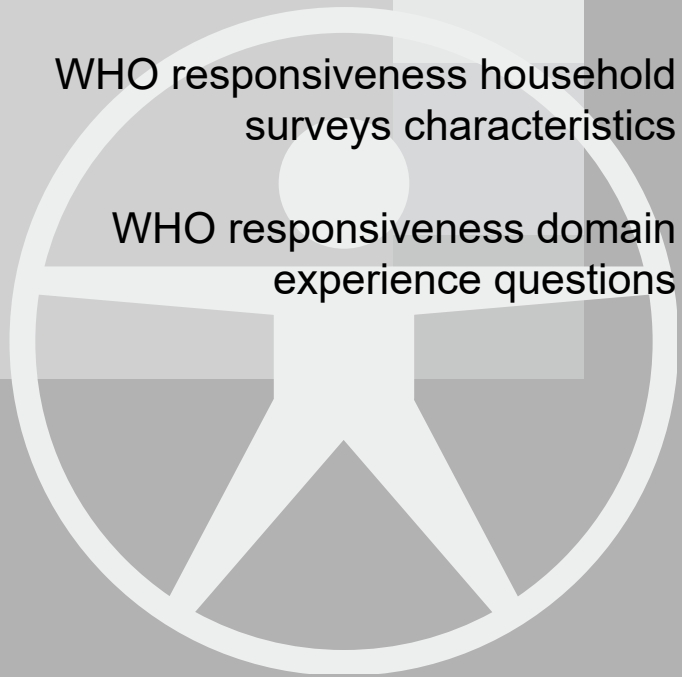 WHO responsiveness household
surveys characteristics
WHO responsiveness domain
experience questions